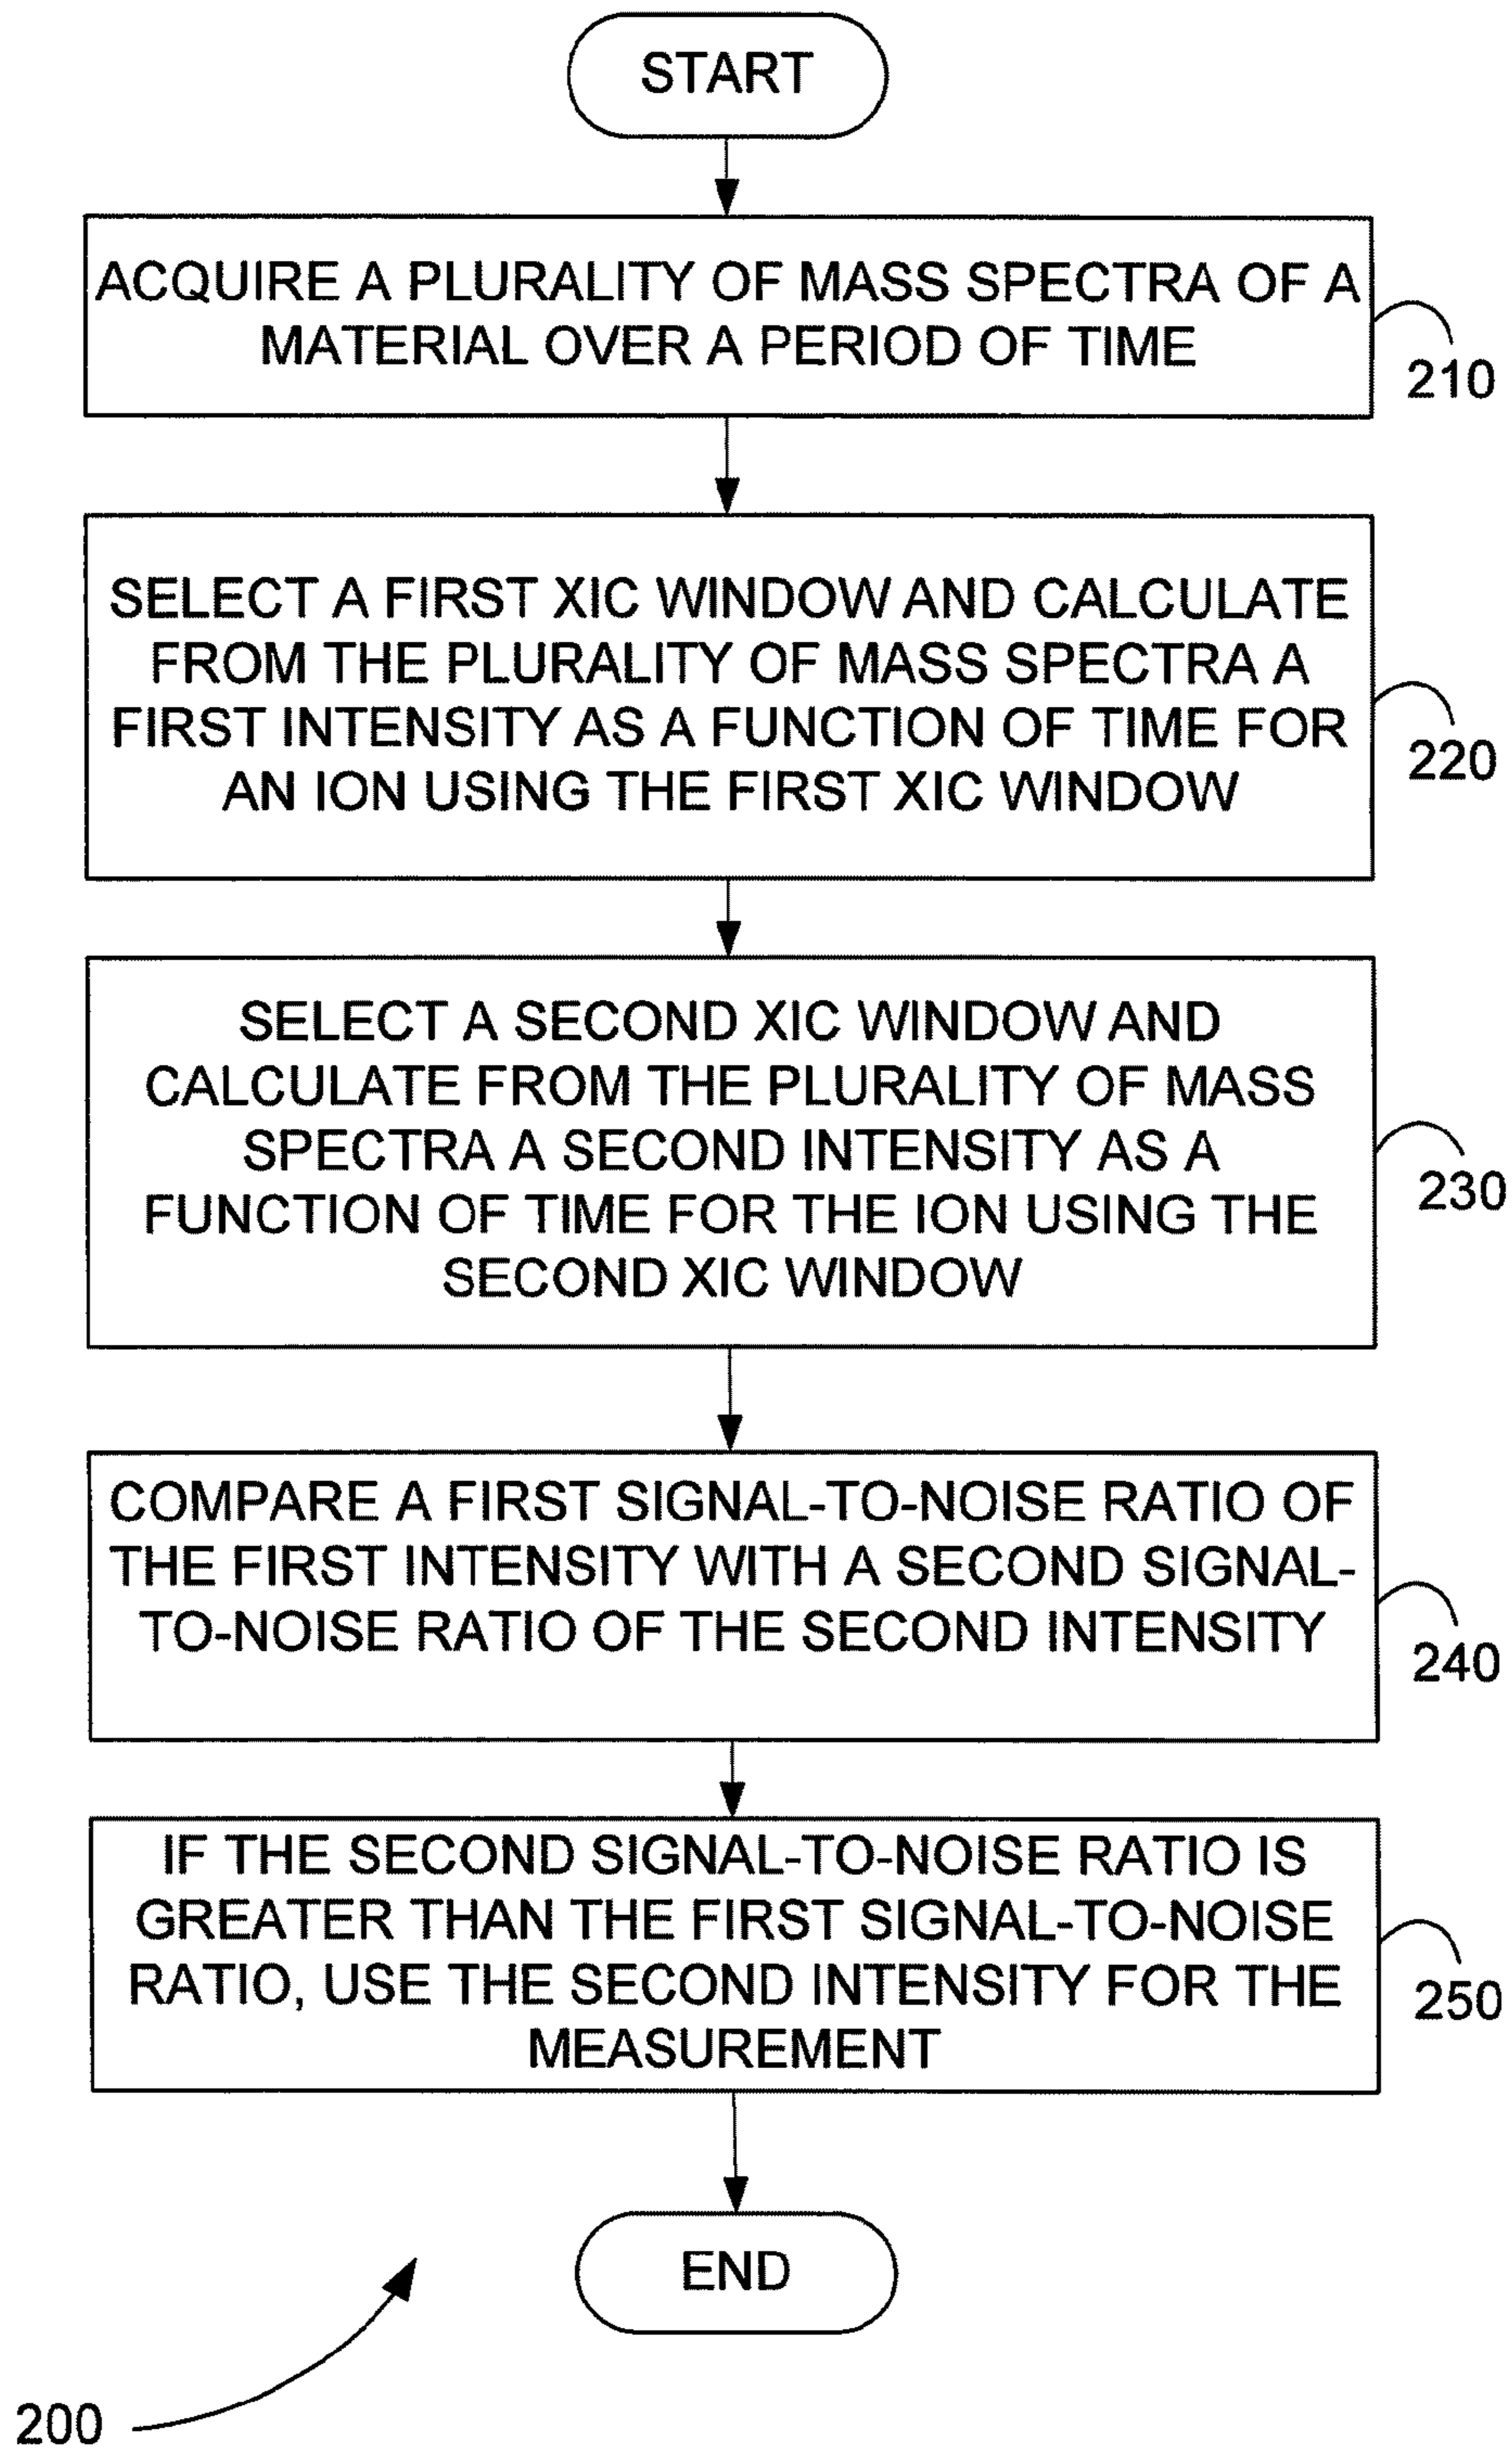 START
ACQUIRE A PLURALITY OF MASS SPECTRA OF A
MATERIAL OVER A PERIOD OF TIME
210
SELECT A FIRST XIC WINDOW AND CALCULATE
FROM THE PLURALITY OF MASS SPECTRA A
FIRST INTENSITY AS A FUNCTION OF TIME FOR
AN ION USING THE FIRST XIC WINDOW
220
SELECT A SECOND XIC WINDOW AND
CALCULATE FROM THE PLURALITY OF MASS
SPECTRA A SECOND INTENSITY AS A
FUNCTION OF TIME FOR THE ION USING THE
SECOND XIC WINDOW
230
COMPARE A FIRST SIGNAL-TO-NOISE RATIO OF
THE FIRST INTENSITY WITH A SECOND SIGNAL-
TO-NOISE RATIO OF THE SECOND INTENSITY
240
IF THE SECOND SIGNAL-TO-NOISE RATIO IS
GREATER THAN THE FIRST SIGNAL-TO-NOISE
RATIO, USE THE SECOND INTENSITY FOR THE
MEASUREMENT
250
END
200